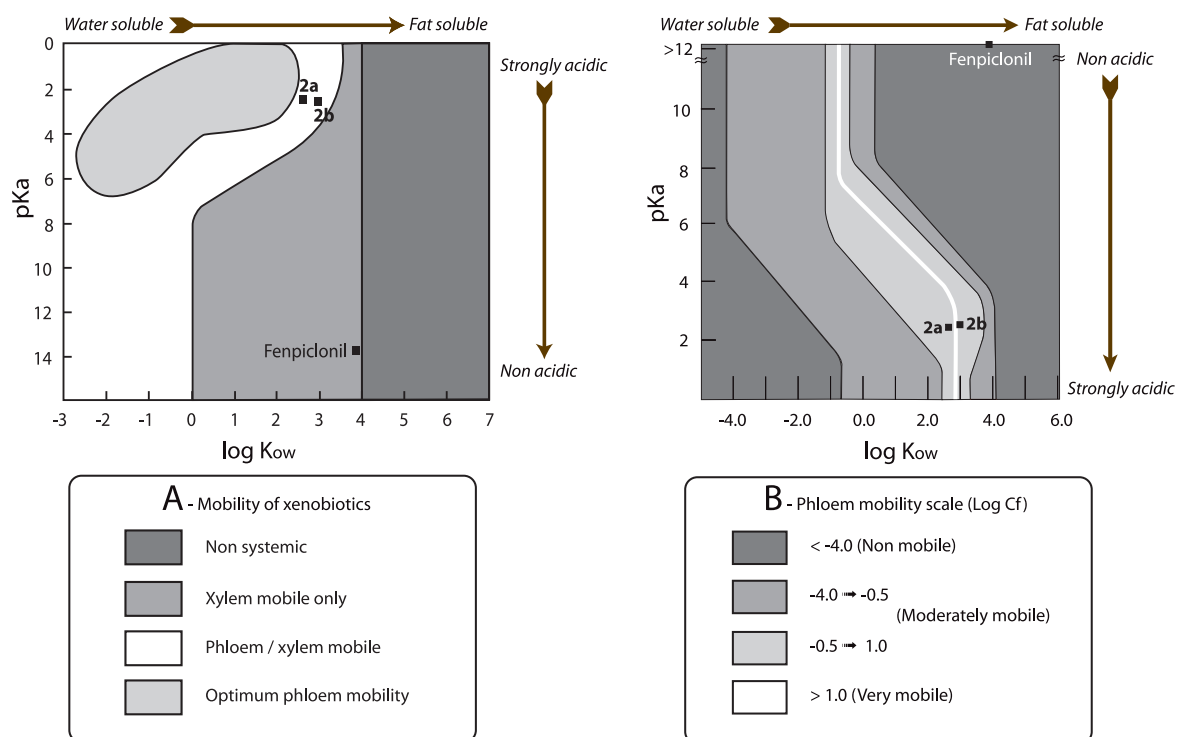 Water soluble Fat soluble
0
2
4
6
8
10
12
14
pKa
-3 -2 -1 0 1 2 3 4 5 6 7
log Kow
2a
2b
Fenpiclonil
Strongly acidic
Non acidic
A - Mobility of xenobiotics
Non systemic
Xylem mobile only
Phloem / xylem mobile
Optimum phloem mobility
Water soluble Fat soluble
>12
10
8
6
4
2
pKa
-4.0 -2.0 0.0 2.0 4.0 6.0
log Kow
Fenpiclonil
≈ ≈
2a 2b
Non acidic
Strongly acidic
B - Phloem mobility scale (Log Cf)
< -4.0 (Non mobile)
-4.0 ➟ -0.5
(Moderately mobile)
-0.5 ➟ 1.0
> 1.0 (Very mobile)